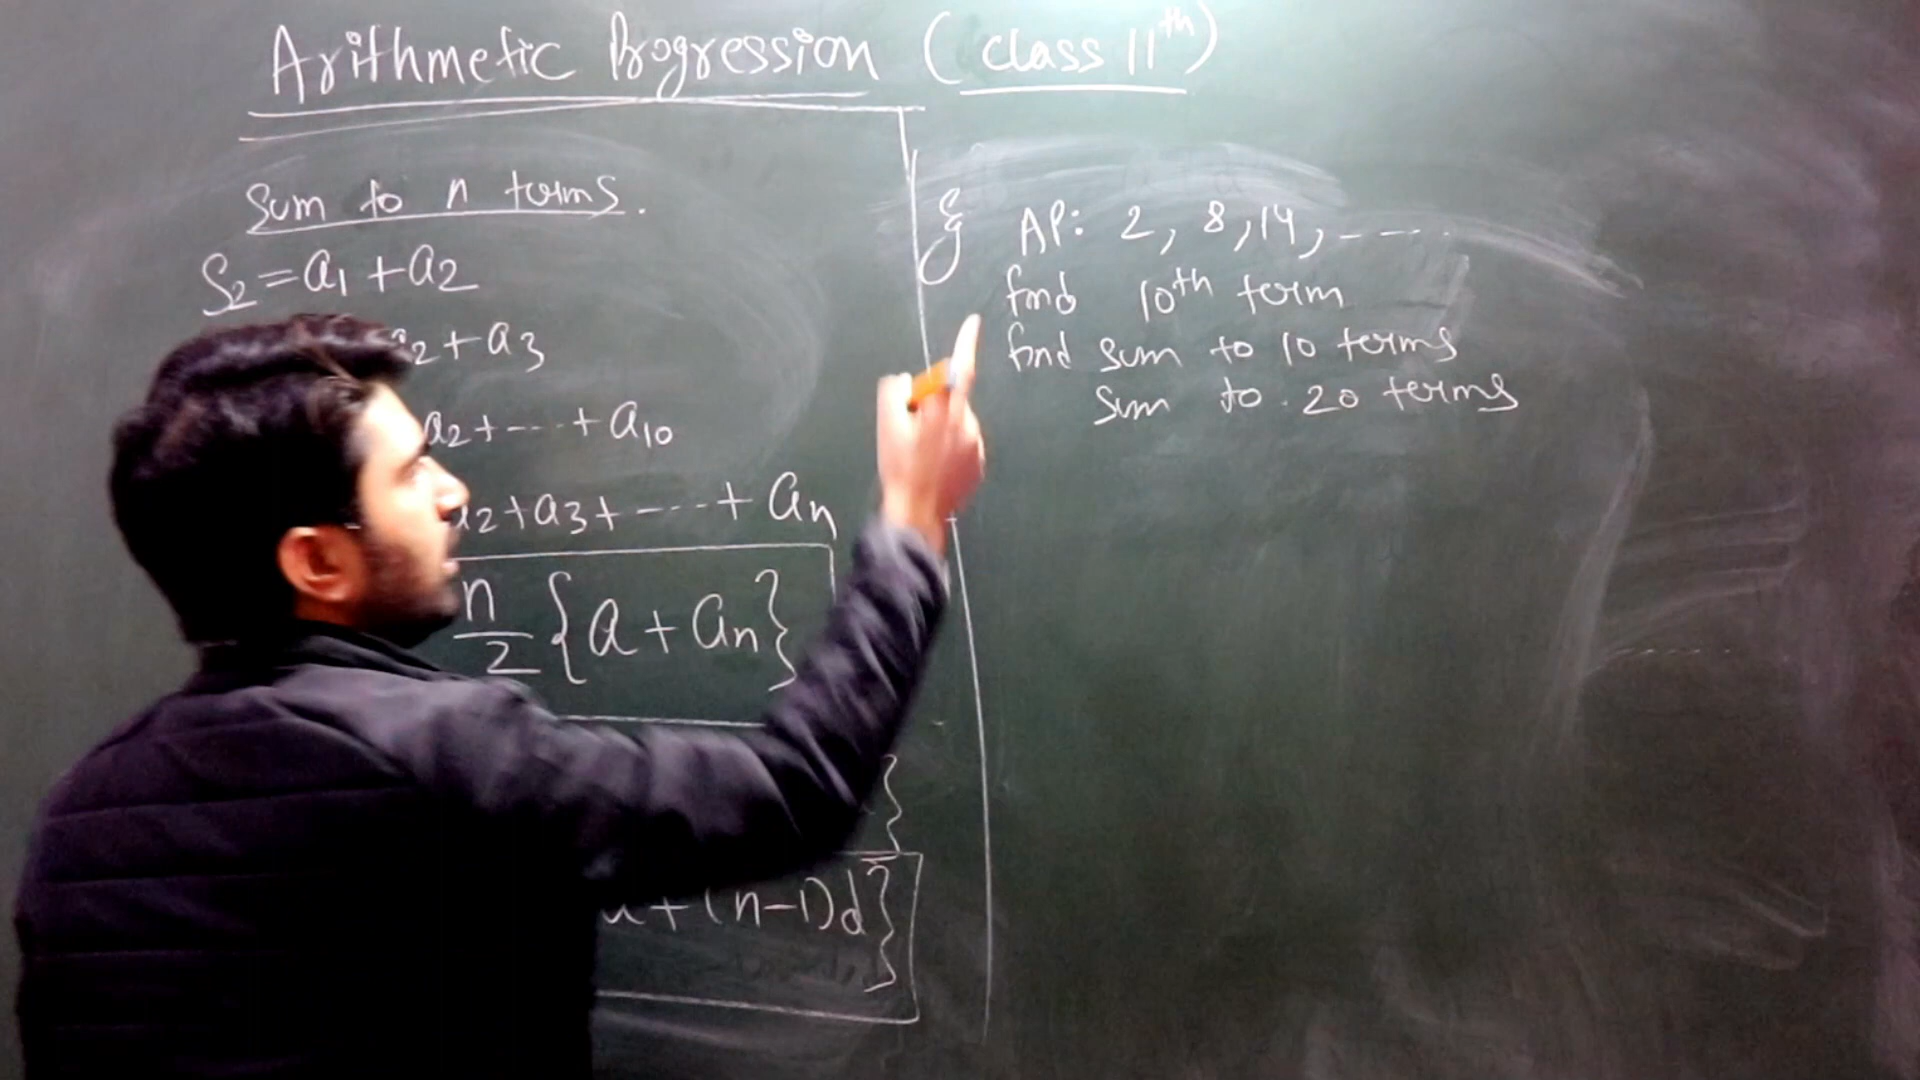 Arithmetic Progression (class 11th)
Sum to n terms.
S2 = a1 + a2
a2 + a3
a2 + --- + a10
a2 + a3 + --- + an
n/2 {a + an}
}
+ (n-1)d}
Eg AP: 2, 8, 14, ----
find 10th term
find sum to 10 terms
sum to 20 terms